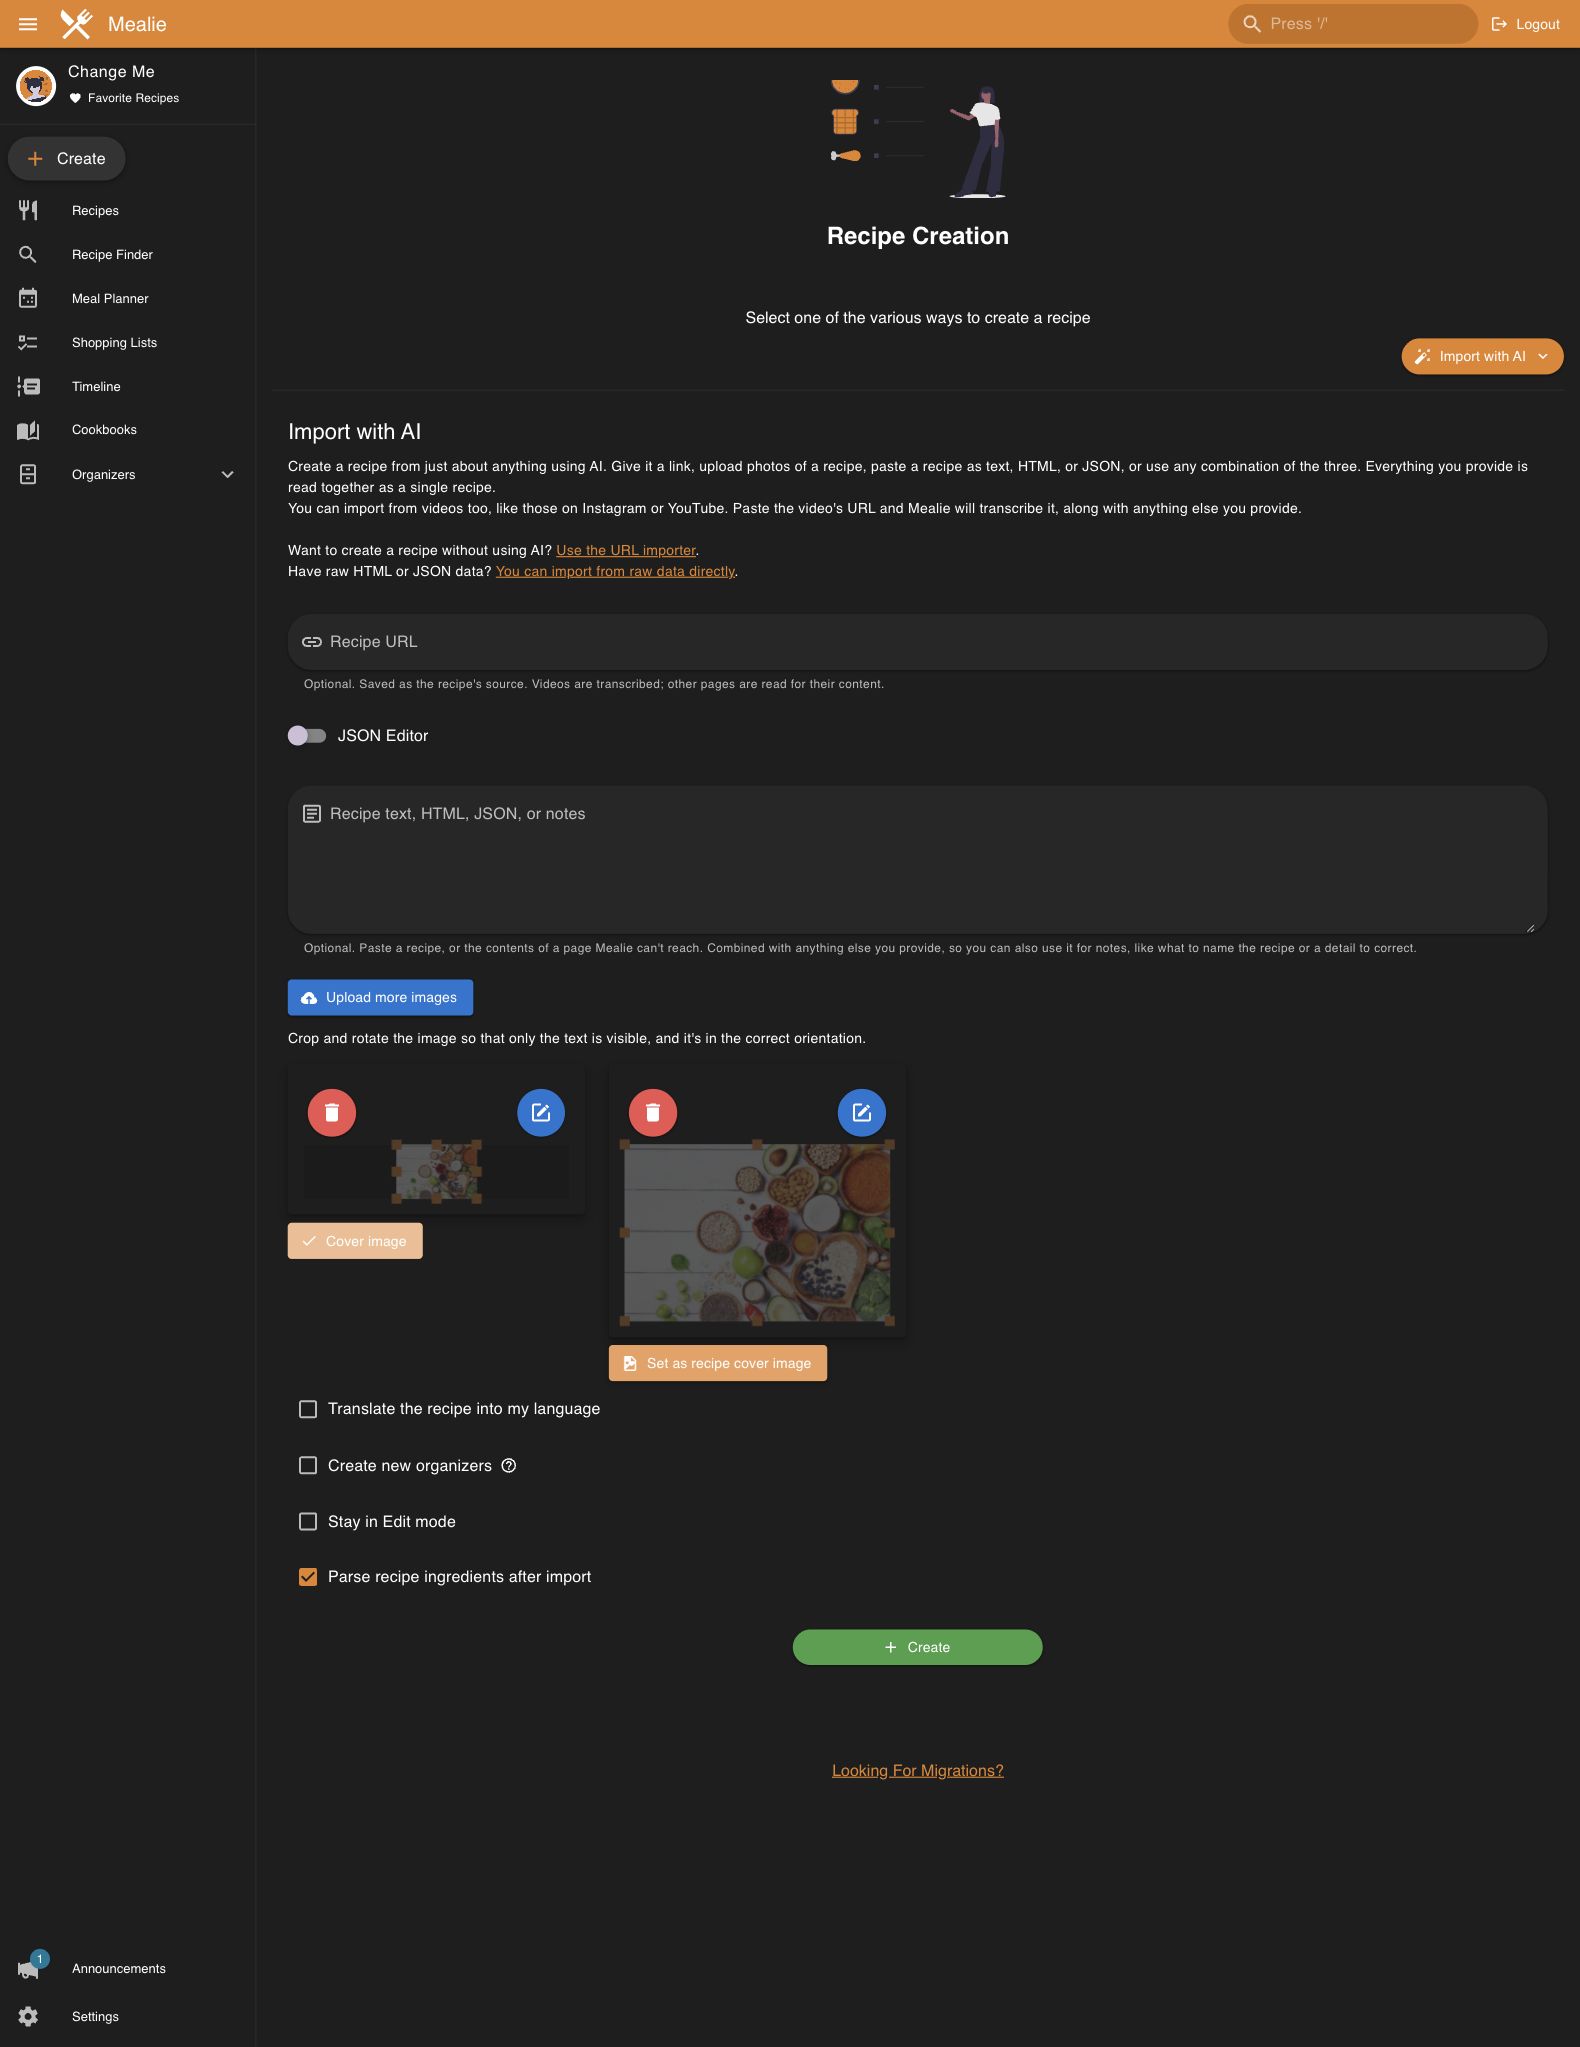 Mealie
Press '/'
Logout
Change Me
Favorite Recipes
Create
Recipes
Recipe Finder
Meal Planner
Shopping Lists
Timeline
Cookbooks
Organizers
Recipe Creation
Select one of the various ways to create a recipe
Import with AI
Import with AI
Create a recipe from just about anything using AI. Give it a link, upload photos of a recipe, paste a recipe as text, HTML, or JSON, or use any combination of the three. Everything you provide is
read together as a single recipe.
You can import from videos too, like those on Instagram or YouTube. Paste the video's URL and Mealie will transcribe it, along with anything else you provide.
Want to create a recipe without using AI? Use the URL importer.
Have raw HTML or JSON data? You can import from raw data directly.
Recipe URL
Optional. Saved as the recipe's source. Videos are transcribed; other pages are read for their content.
JSON Editor
Recipe text, HTML, JSON, or notes
Optional. Paste a recipe, or the contents of a page Mealie can't reach. Combined with anything else you provide, so you can also use it for notes, like what to name the recipe or a detail to correct.
Upload more images
Crop and rotate the image so that only the text is visible, and it's in the correct orientation.
Cover image
Set as recipe cover image
Translate the recipe into my language
Create new organizers
Stay in Edit mode
Parse recipe ingredients after import
Create
Looking For Migrations?
1
Announcements
Settings